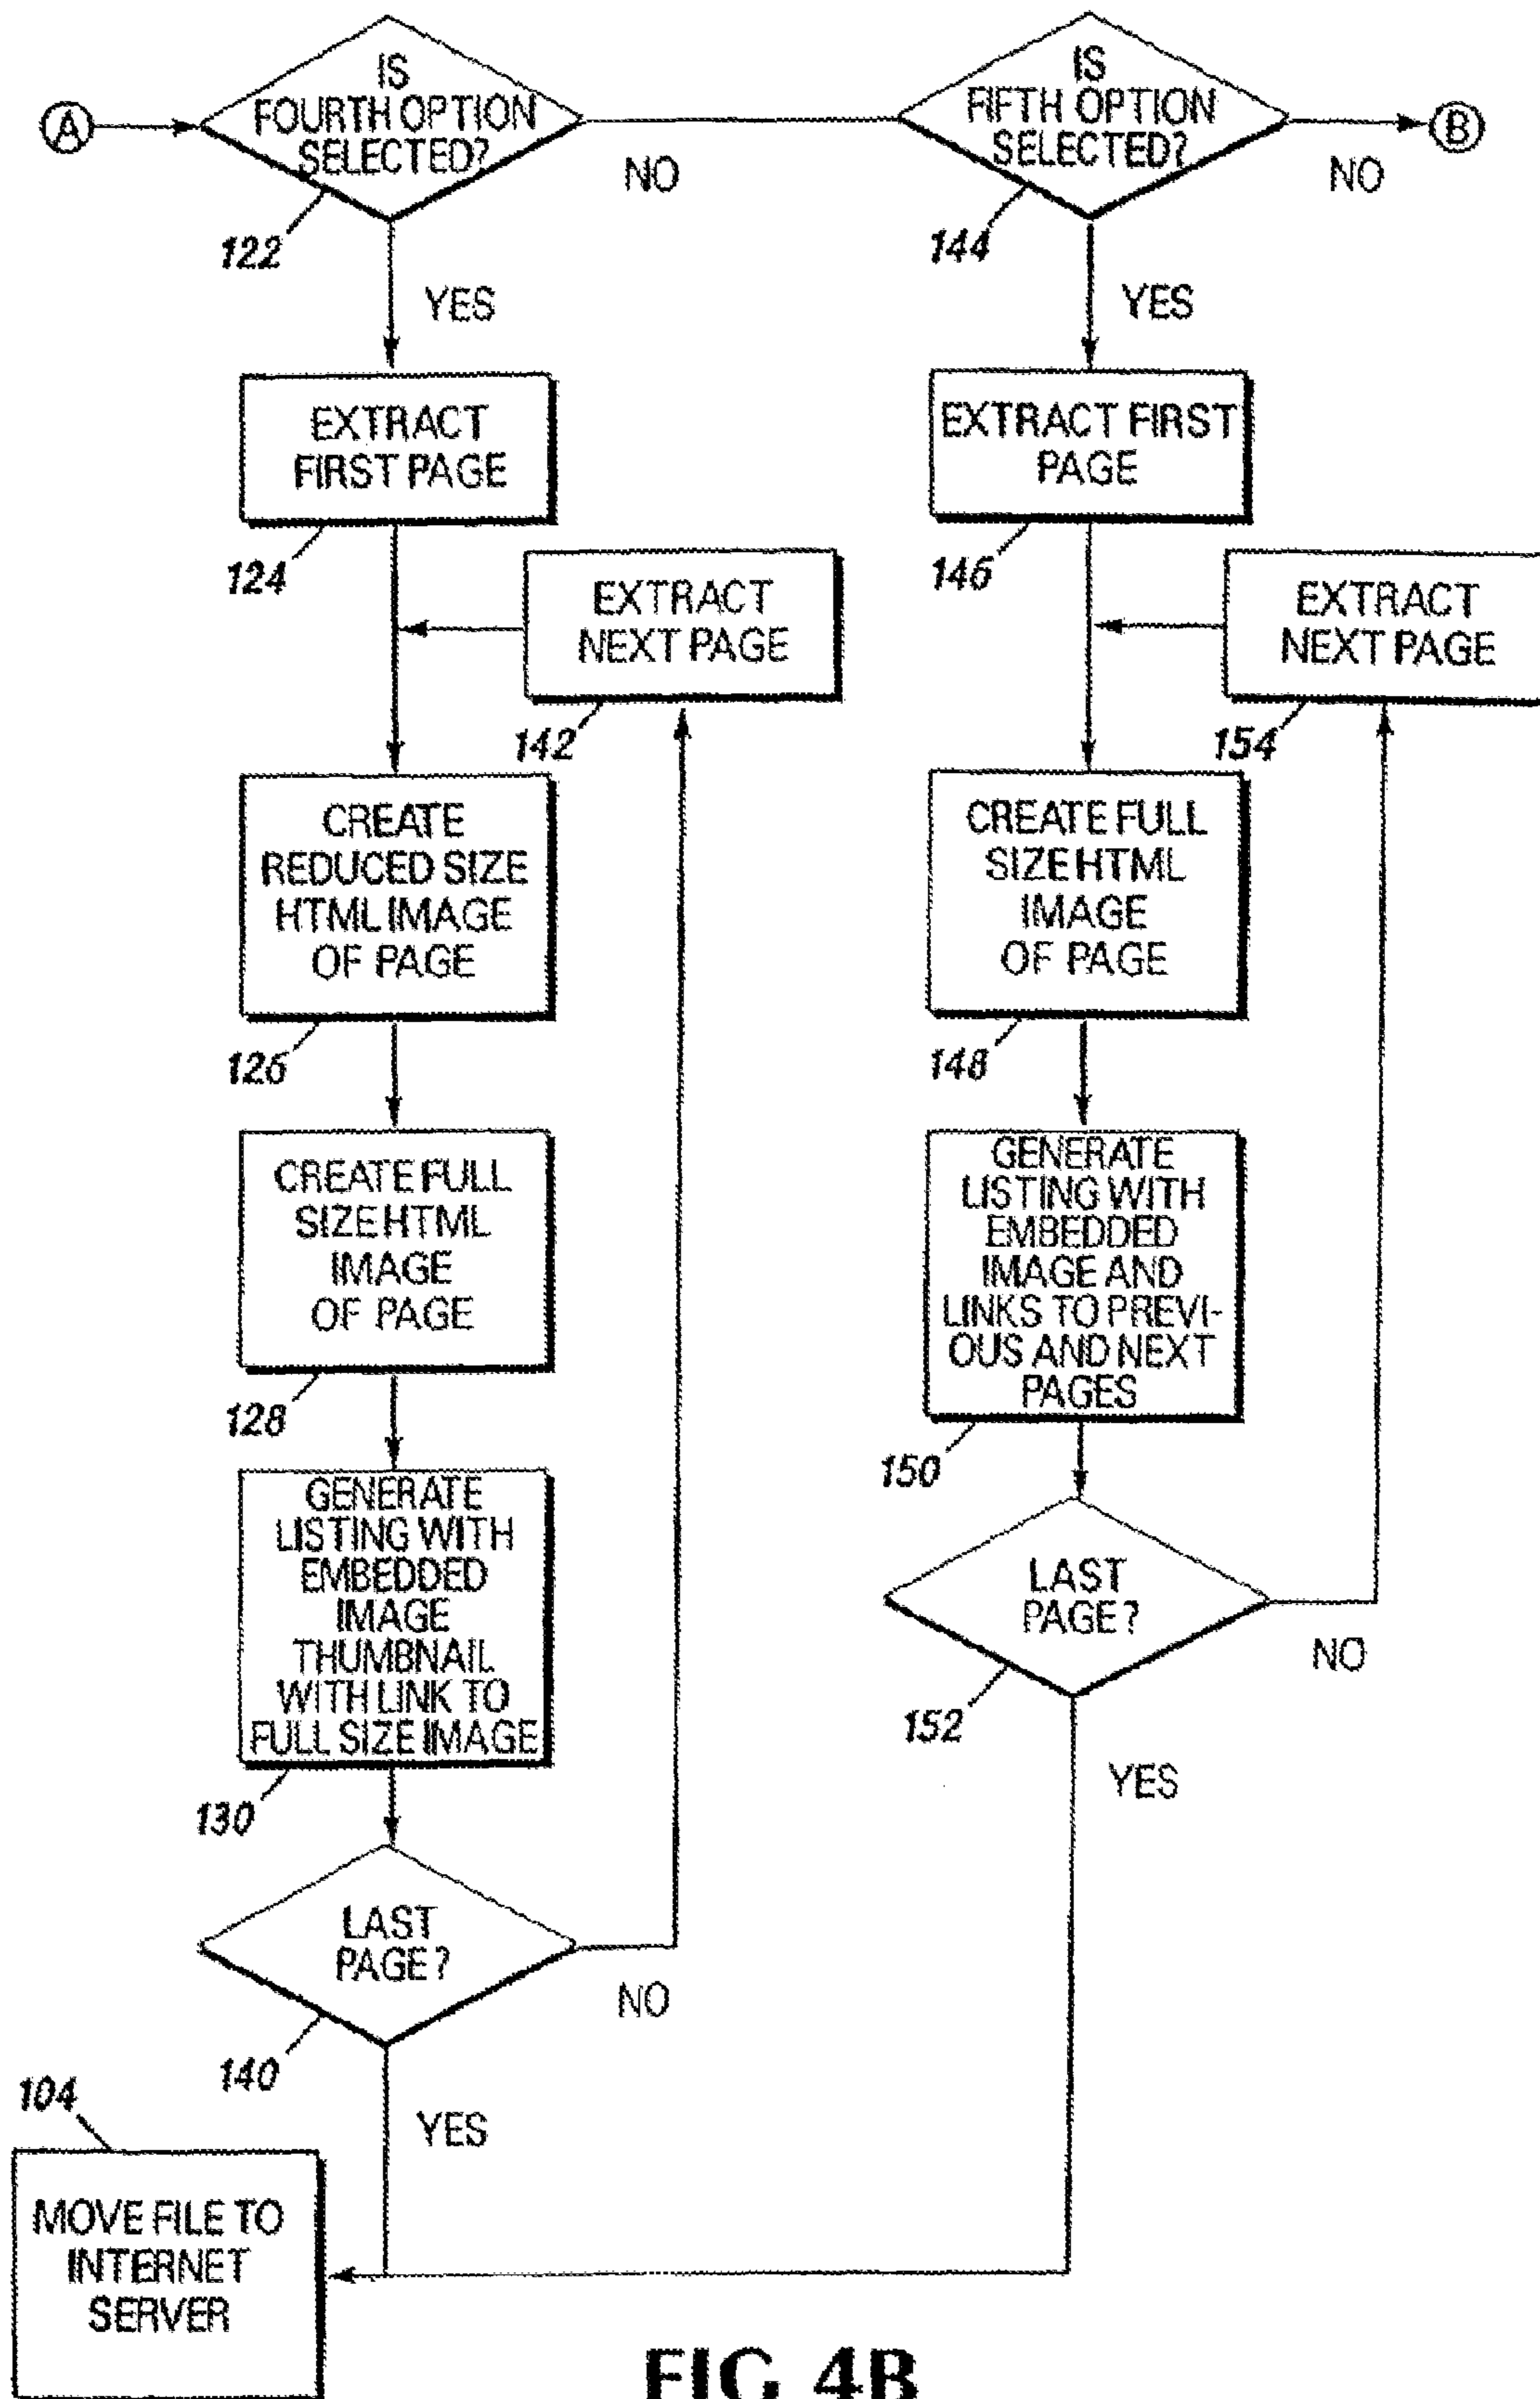 A
IS
FOURTH OPTION
SELECTED?
122
NO
YES
IS
FIFTH OPTION
SELECTED?
144
NO
B
YES
EXTRACT
FIRST PAGE
124
EXTRACT
NEXT PAGE
142
CREATE
REDUCED SIZE
HTML IMAGE
OF PAGE
126
CREATE FULL
SIZE HTML
IMAGE
OF PAGE
128
GENERATE
LISTING WITH
EMBEDDED
IMAGE
THUMBNAIL
WITH LINK TO
FULL SIZE IMAGE
130
LAST
PAGE?
140
NO
YES
EXTRACT FIRST
PAGE
146
EXTRACT
NEXT PAGE
154
CREATE FULL
SIZE HTML
IMAGE
OF PAGE
148
GENERATE
LISTING WITH
EMBEDDED
IMAGE AND
LINKS TO PREVI-
OUS AND NEXT
PAGES
150
LAST
PAGE?
152
NO
YES
104
MOVE FILE TO
INTERNET
SERVER
FIG 4B